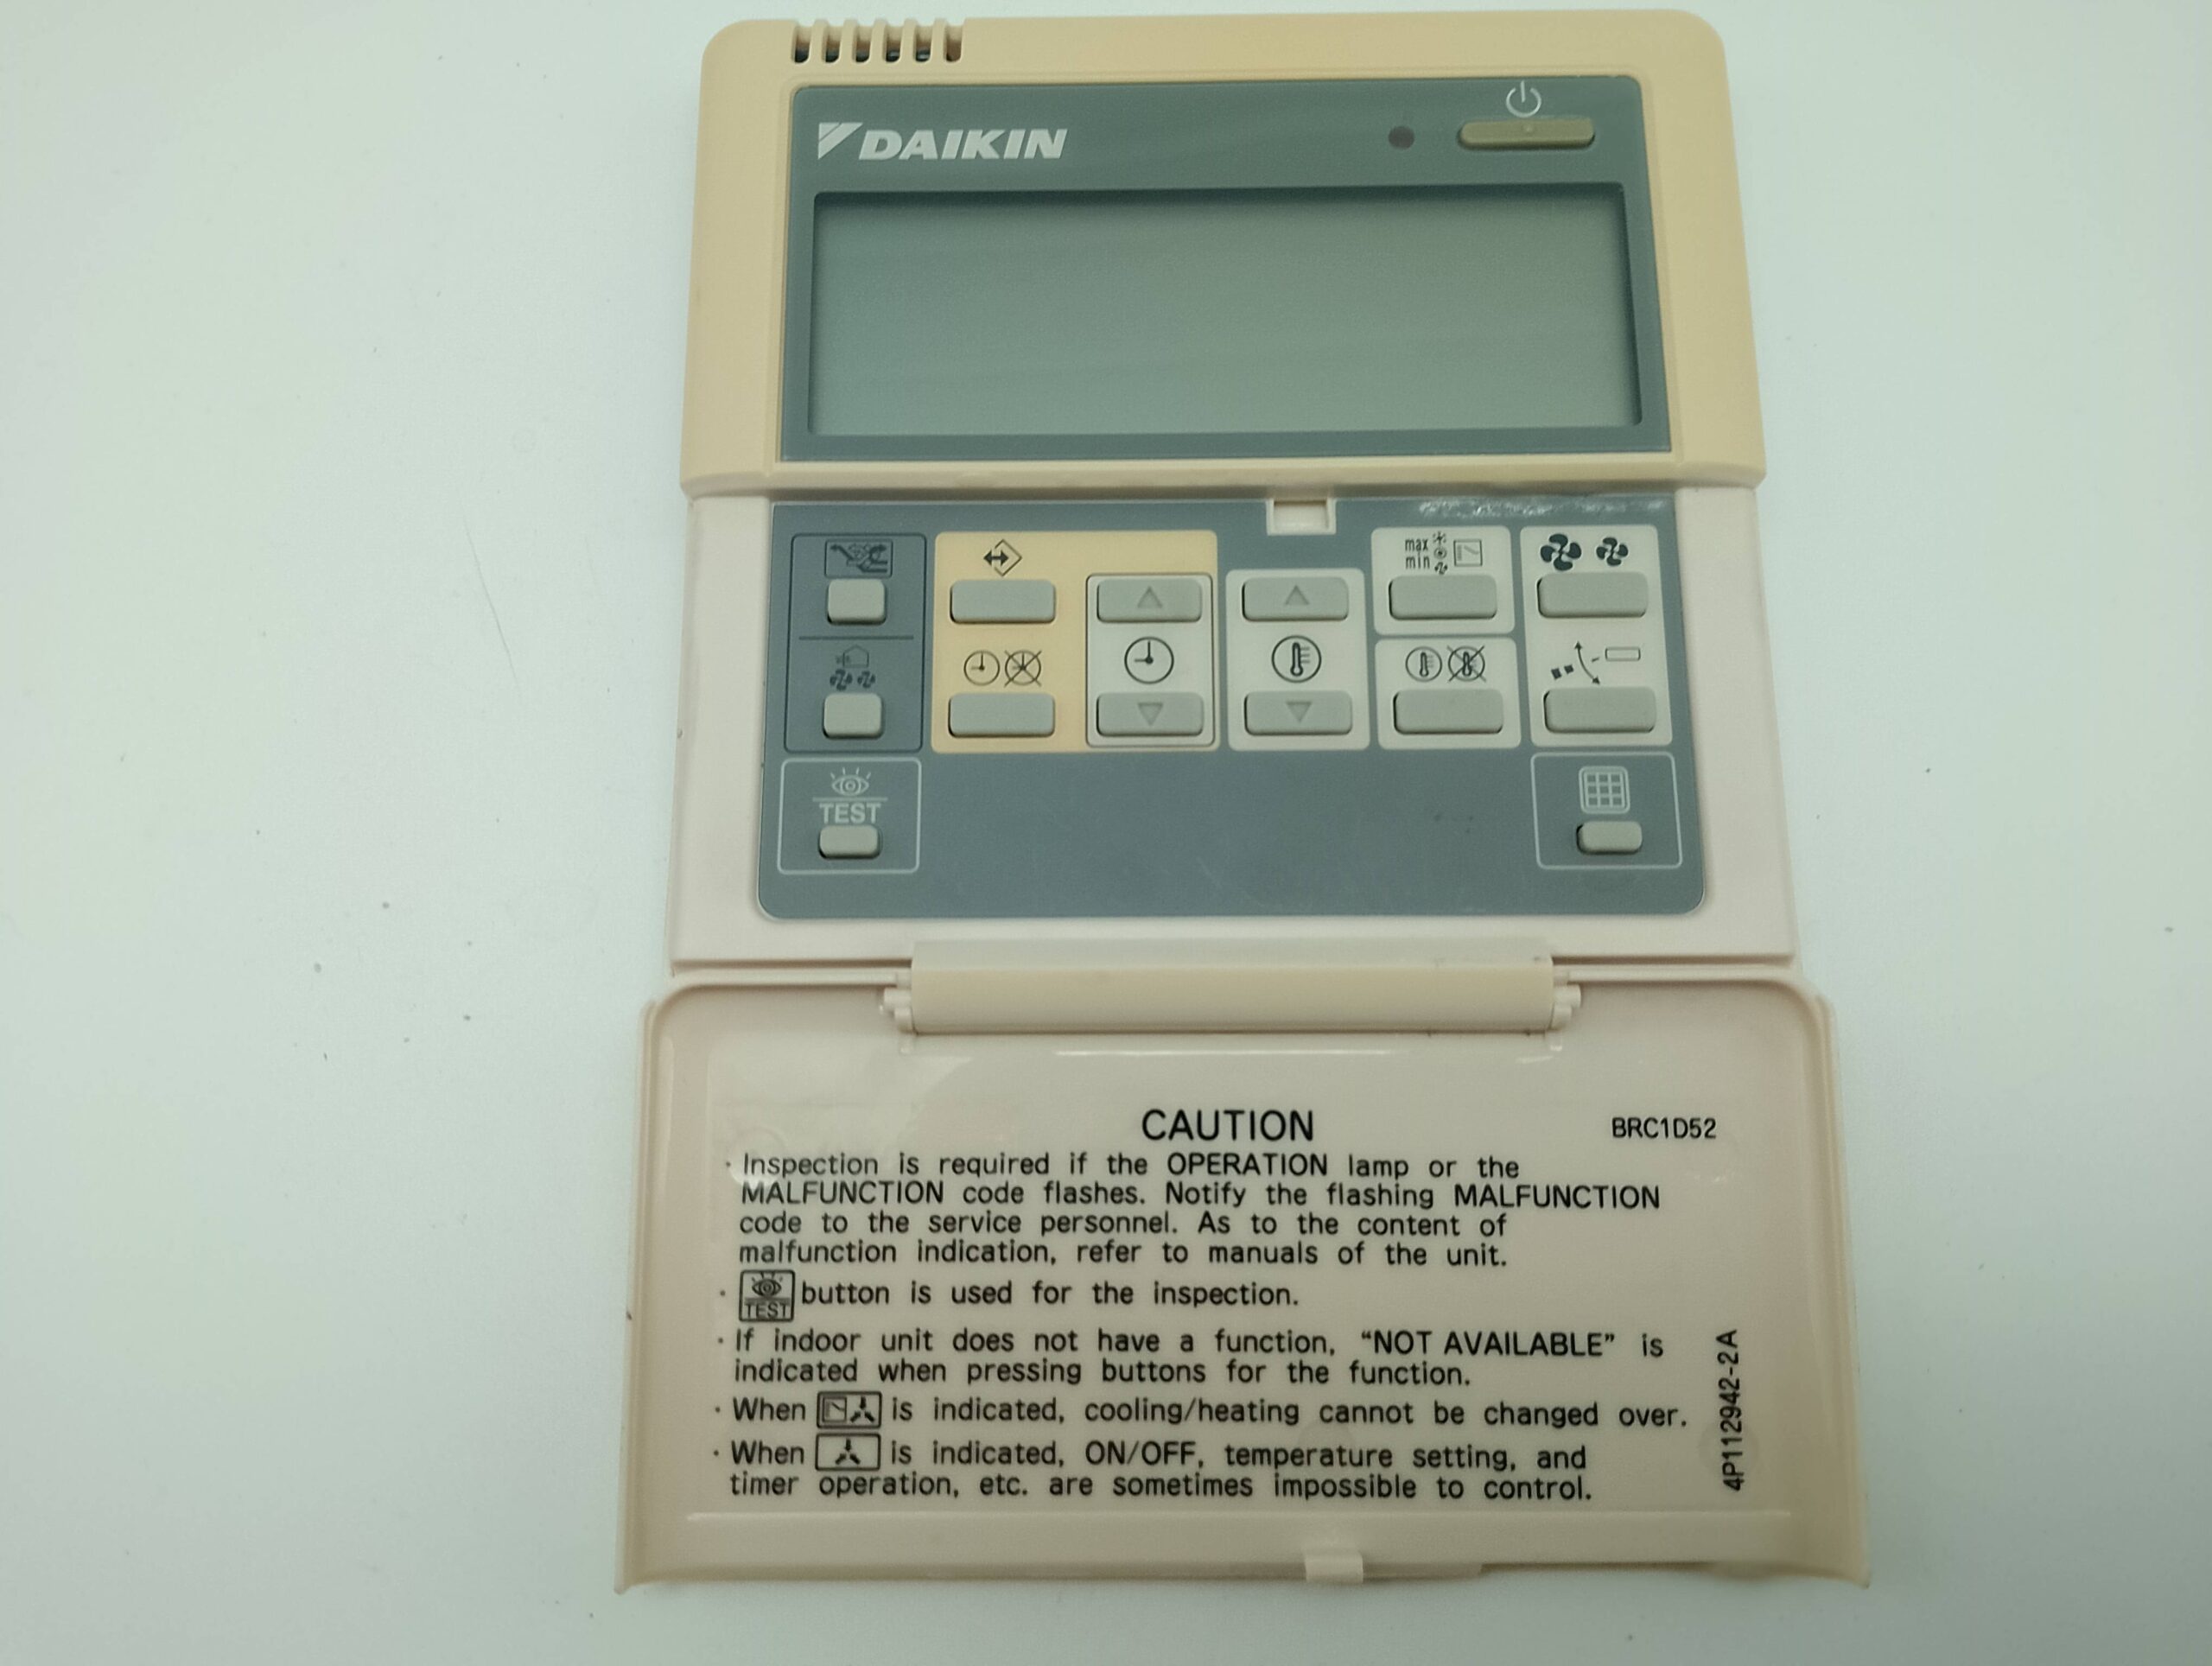 DAIKIN
max
min
TEST
CAUTION
BRC1D52
· Inspection is required if the OPERATION lamp or the
MALFUNCTION code flashes. Notify the flashing MALFUNCTION
code to the service personnel. As to the content of
malfunction indication, refer to manuals of the unit.
· TEST button is used for the inspection.
· If indoor unit does not have a function, “NOT AVAILABLE” is
indicated when pressing buttons for the function.
· When is indicated, cooling/heating cannot be changed over.
· When is indicated, ON/OFF, temperature setting, and
timer operation, etc. are sometimes impossible to control.
4P112942-2A